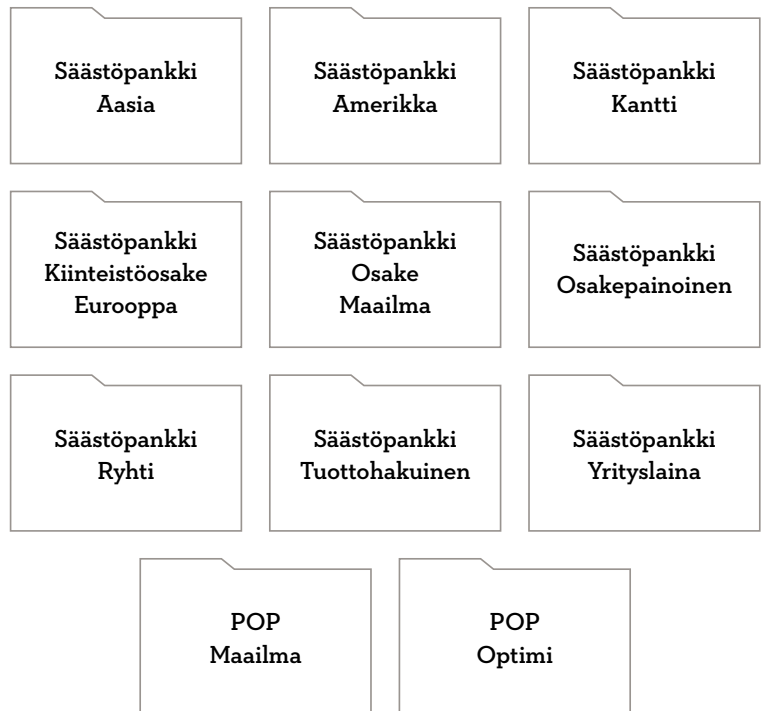 Säästöpankki
Aasia
Säästöpankki
Amerikka
Säästöpankki
Kantti
Säästöpankki
Kiinteistöosake
Eurooppa
Säästöpankki
Osake
Maailma
Säästöpankki
Osakepainoinen
Säästöpankki
Ryhti
Säästöpankki
Tuottohakuinen
Säästöpankki
Yrityslaina
POP
Maailma
POP
Optimi